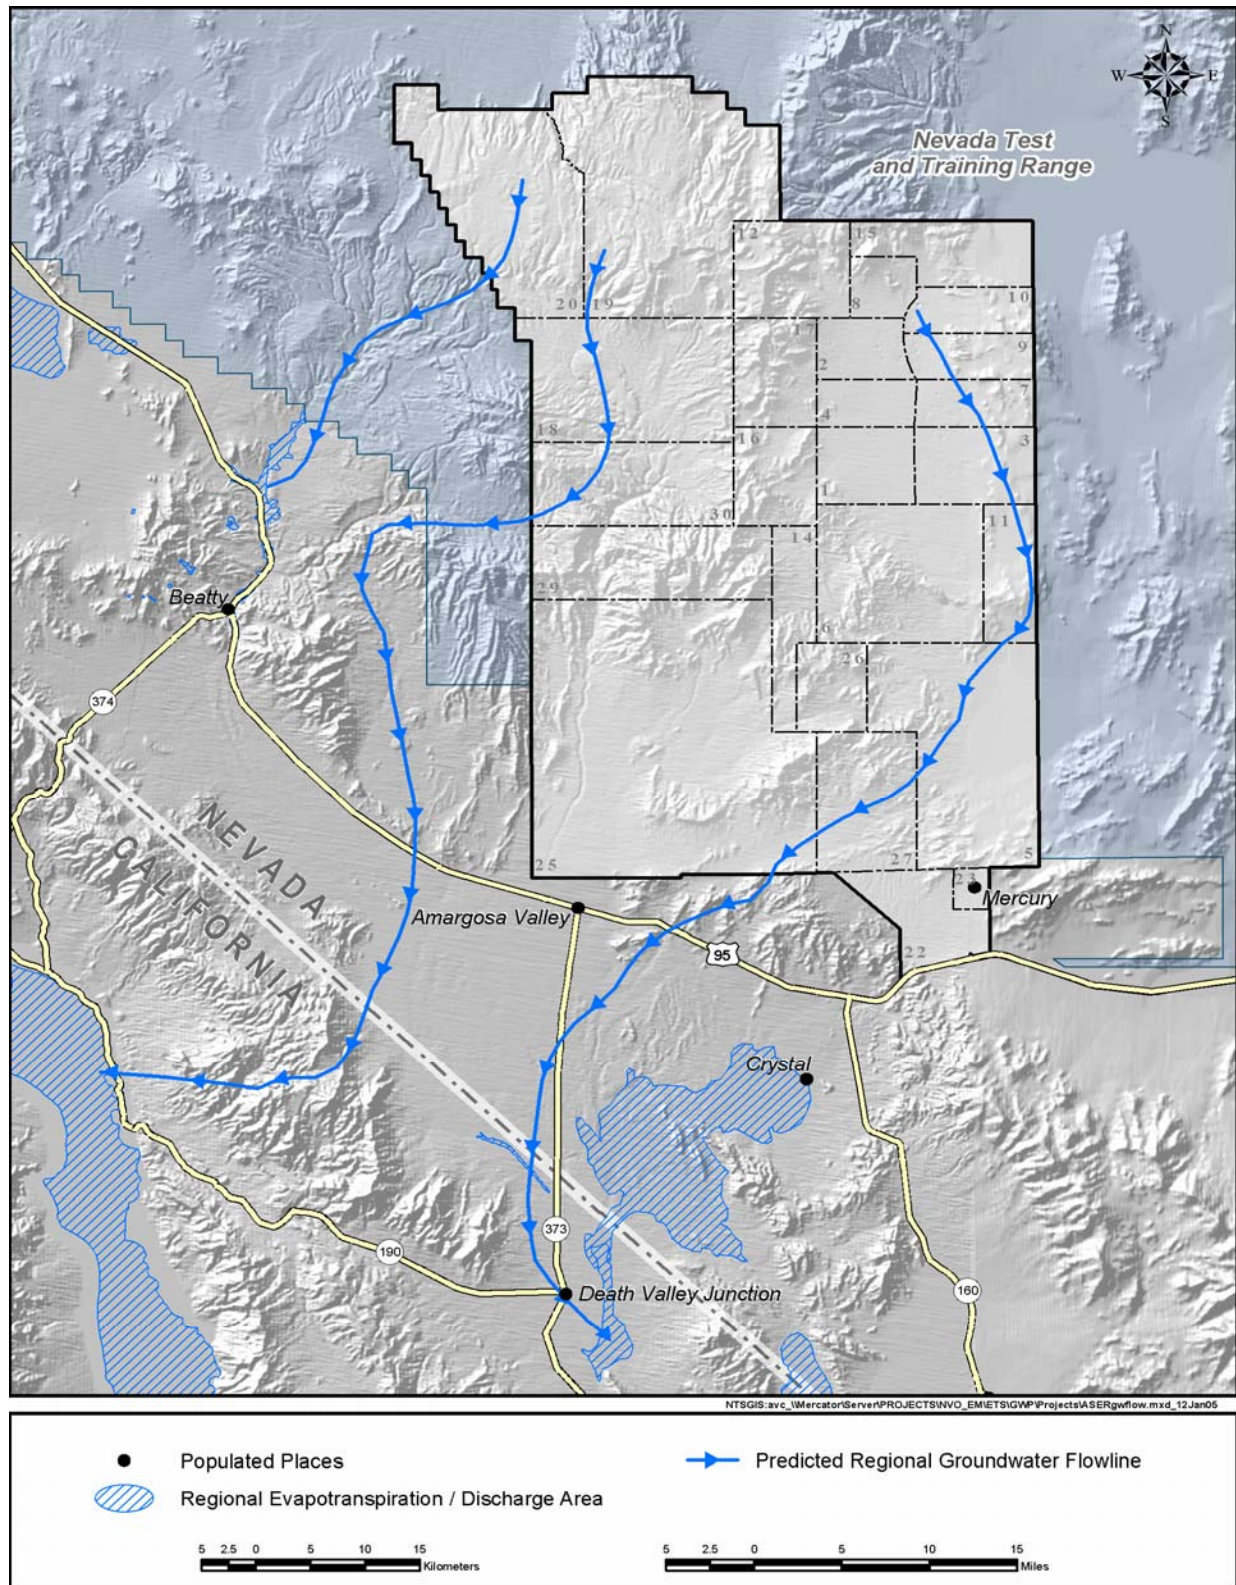 N
W
E
S
Nevada Test
and Training Range
12
15
20
19
8
10
17
9
2
7
18
4
16
3
1
30
14
11
29
6
Beatty
26
374
NEVADA
CALIFORNIA
25
27
5
23
Mercury
Amargosa Valley
95
22
Crystal
373
190
Death Valley Junction
160
NTSGIS:avc_\\Mercator\Server\PROJECTS\NVO_EM\ETS\GWP\Projects\ASERgwflow.mxd_12Jan05
Populated Places
Predicted Regional Groundwater Flowline
Regional Evapotranspiration / Discharge Area
5 2.5 0 5 10 15
Kilometers
5 2.5 0 5 10 15
Miles